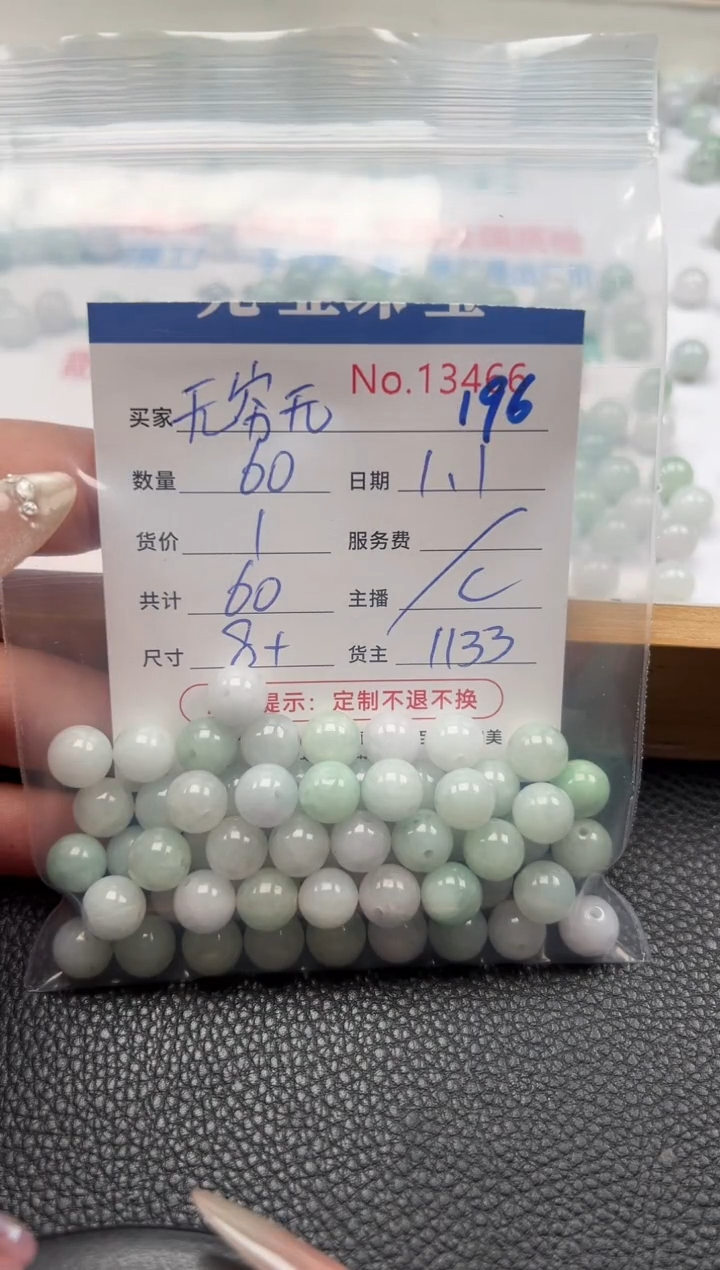 No.13466
196
买家 无穷无
数量 60 日期 1.1
货价 1 服务费 /
共计 60 主播 C
尺寸 8+ 货主 1133
提示：定制不退不换
美